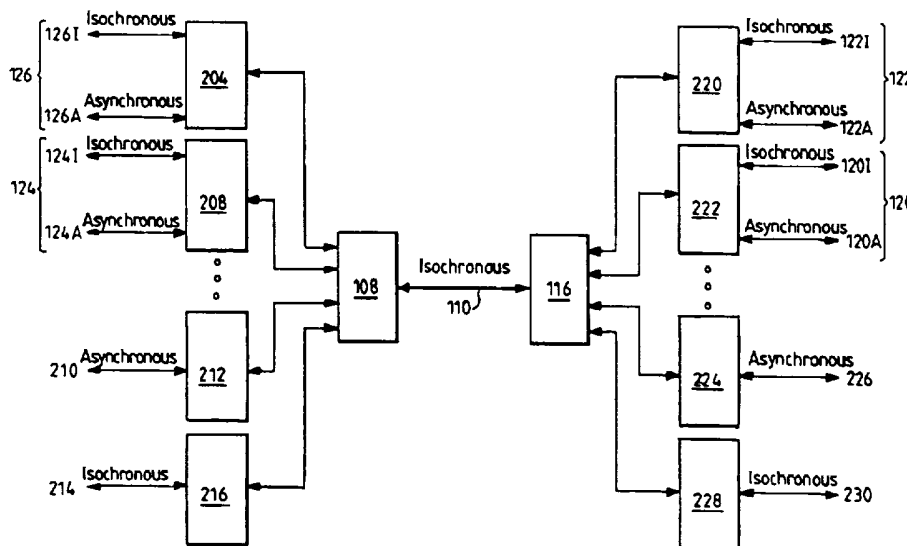 Isochronous
126I
126
204
Asynchronous
126A
Isochronous
124I
124
208
Asynchronous
124A
Asynchronous
210
212
Isochronous
214
216
108
Isochronous
110
116
Isochronous
122I
220
122
Asynchronous
122A
Isochronous
120I
222
120
Asynchronous
120A
Asynchronous
224
226
Isochronous
228
230